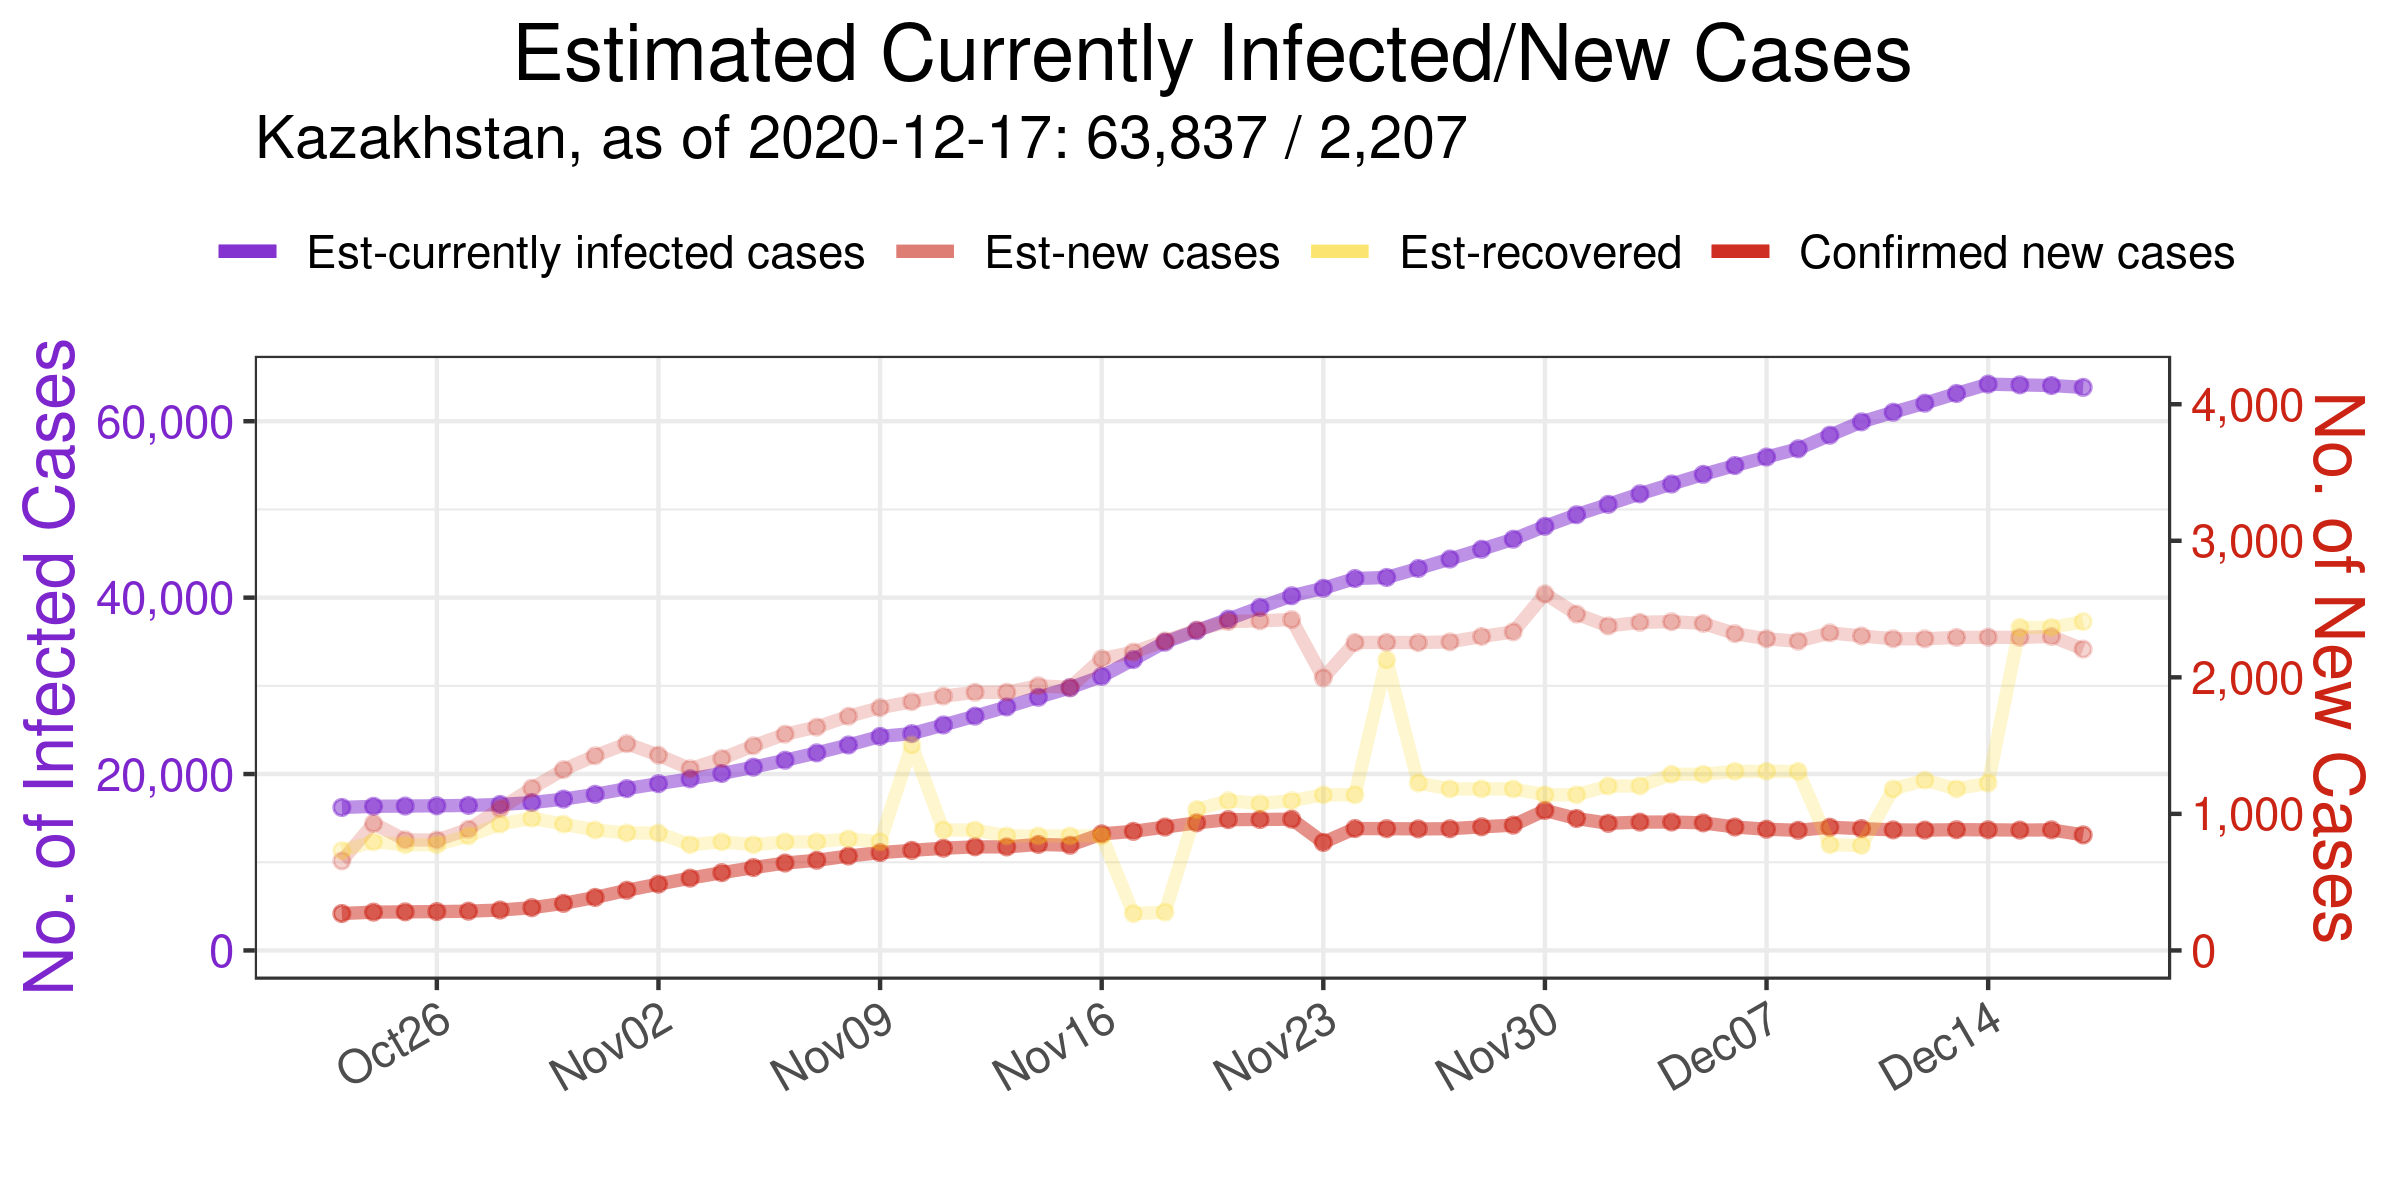 Estimated Currently Infected/New Cases
Kazakhstan, as of 2020-12-17: 63,837 / 2,207
Est-currently infected cases Est-new cases Est-recovered Confirmed new cases
No. of Infected Cases
60,000
40,000
20,000
0
4,000
3,000
2,000
1,000
0
No. of New Cases
Oct26 Nov02 Nov09 Nov16 Nov23 Nov30 Dec07 Dec14